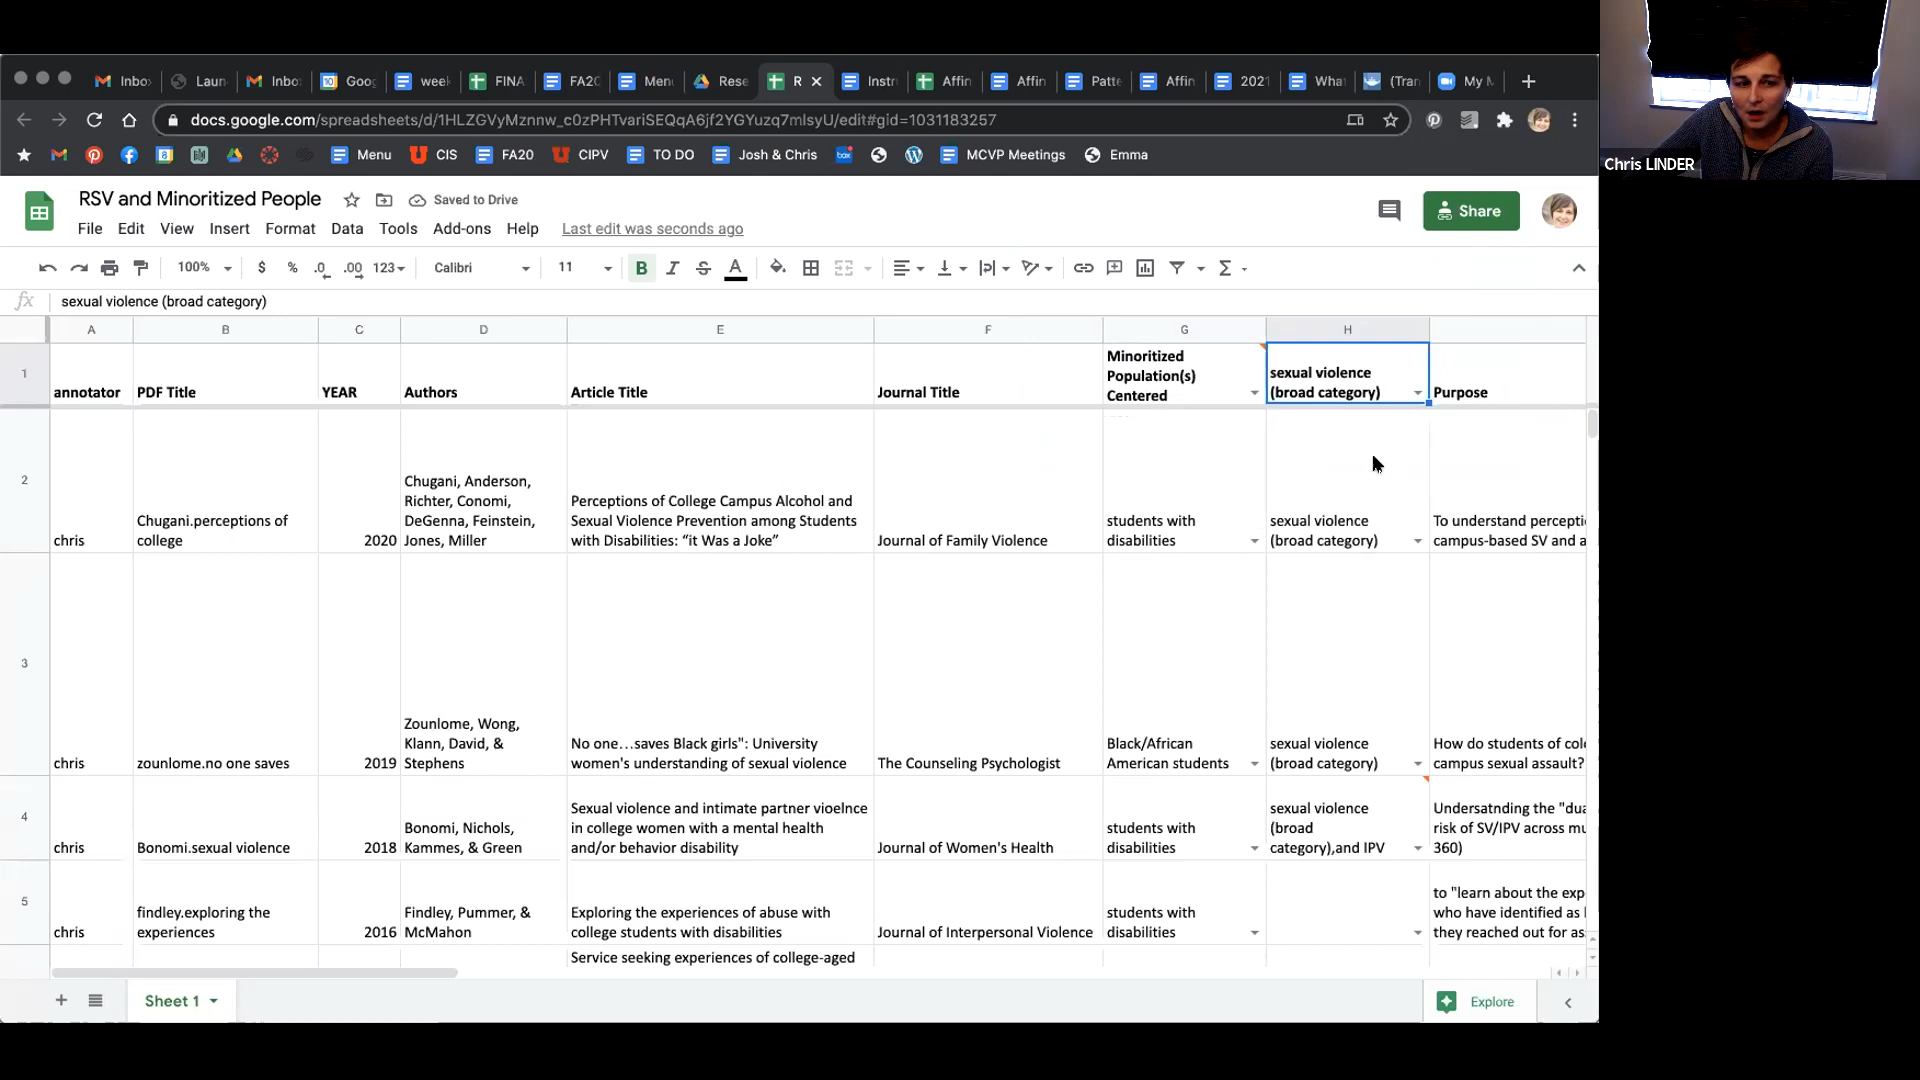 Inbo
Laun
Inbo
Goo
week
FINA
FA20
Menu
Rese
R
Instr
Affin
Affin
Patte
Affin
2021
Wha
(Tran
My M
docs.google.com/spreadsheets/d/1HLZGVyMznnw_c0zPHTvariSEQqA6jf2YGYuzq7mlsyU/edit#gid=1031183257
Menu
CIS
FA20
CIPV
TO DO
Josh & Chris
box
MCVP Meetings
Emma
Chris LINDER
RSV and Minoritized People
Saved to Drive
File Edit View Insert Format Data Tools Add-ons Help Last edit was seconds ago
Share
100% $ % .0 .00 123 Calibri 11 B I S A
fx sexual violence (broad category)
A B C D E F G H
1
annotator
PDF Title
YEAR
Authors
Article Title
Journal Title
Minoritized
Population(s)
Centered
sexual violence
(broad category)
Purpose
2
chris
Chugani.perceptions of
college
2020
Chugani, Anderson,
Richter, Conomi,
DeGenna, Feinstein,
Jones, Miller
Perceptions of College Campus Alcohol and
Sexual Violence Prevention among Students
with Disabilities: “it Was a Joke”
Journal of Family Violence
students with
disabilities
sexual violence
(broad category)
To understand percepti
campus-based SV and a
3
chris
zounlome.no one saves
2019
Zounlome, Wong,
Klann, David, &
Stephens
No one…saves Black girls": University
women's understanding of sexual violence
The Counseling Psychologist
Black/African
American students
sexual violence
(broad category)
How do students of col
campus sexual assault?
4
chris
Bonomi.sexual violence
2018
Bonomi, Nichols,
Kammes, & Green
Sexual violence and intimate partner vioelnce
in college women with a mental health
and/or behavior disability
Journal of Women's Health
students with
disabilities
sexual violence
(broad
category),and IPV
Undersatnding the "dua
risk of SV/IPV across mu
360)
5
chris
findley.exploring the
experiences
2016
Findley, Pummer, &
McMahon
Exploring the experiences of abuse with
college students with disabilities
Journal of Interpersonal Violence
students with
disabilities
to "learn about the exp
who have identified as
they reached out for as
Service seeking experiences of college-aged
Sheet 1
Explore